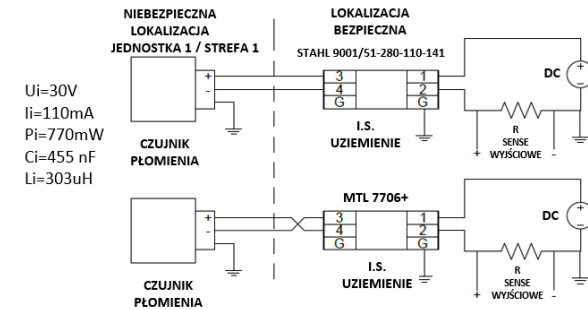 NIEBEZPIECZNA
LOKALIZACJA
JEDNOSTKA 1 / STREFA 1
LOKALIZACJA
BEZPIECZNA
STAHL 9001/51-280-110-141
Ui=30V
Ii=110mA
Pi=770mW
Ci=455 nF
Li=303uH
+
-
3
4
G
1
2
DC
+
-
CZUJNIK
PŁOMIENIA
I.S.
UZIEMIENIE
R
SENSE
+ WYJŚCIOWE -
MTL 7706+
+
-
3
4
G
1
2
DC
+
-
CZUJNIK
PŁOMIENIA
I.S.
UZIEMIENIE
R
SENSE
+ WYJŚCIOWE -